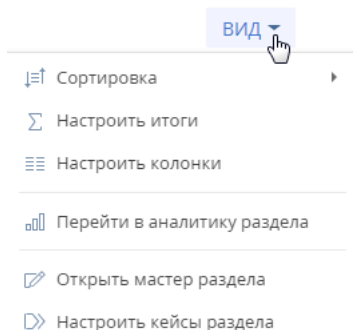 ВИД
Сортировка
Настроить итоги
Настроить колонки
Перейти в аналитику раздела
Открыть мастер раздела
Настроить кейсы раздела